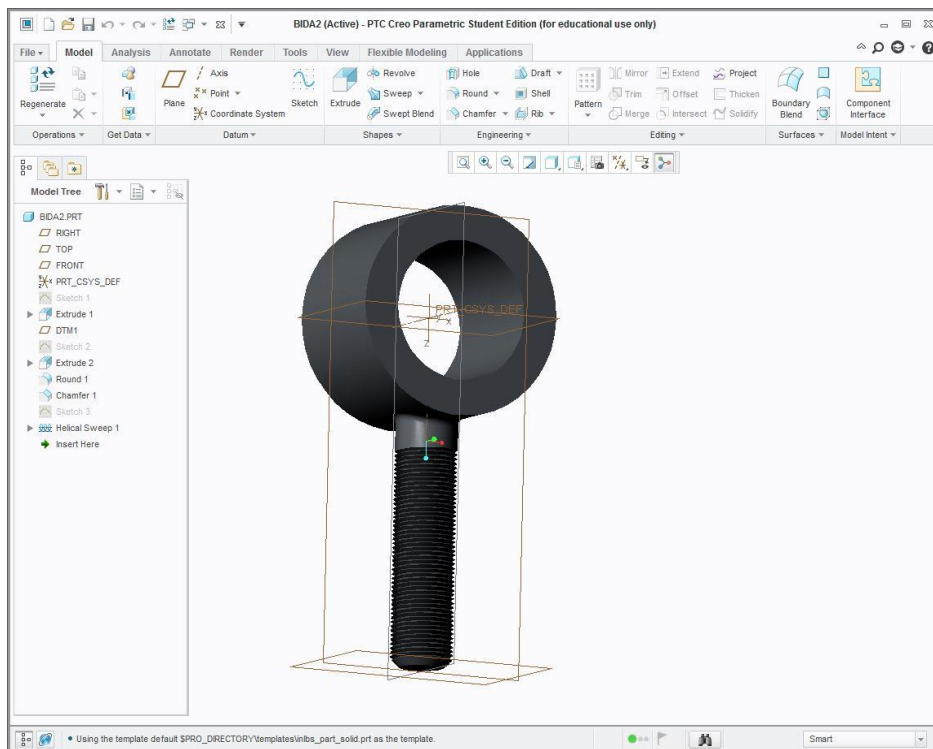 BIDA2 (Active) - PTC Creo Parametric Student Edition (for educational use only)
File Model Analysis Annotate Render Tools View Flexible Modeling Applications
Regenerate
Plane
Axis
Point
Coordinate System
Sketch
Extrude
Revolve
Sweep
Swept Blend
Hole
Round
Chamfer
Draft
Shell
Rib
Pattern
Mirror
Trim
Merge
Extend
Offset
Intersect
Project
Thicken
Solidify
Boundary
Blend
Component
Interface
Operations Get Data Datum Shapes Engineering Editing Surfaces Model Intent
Model Tree
BIDA2.PRT
RIGHT
TOP
FRONT
PRT_CSYS_DEF
Sketch 1
Extrude 1
DTM1
Sketch 2
Extrude 2
Round 1
Chamfer 1
Sketch 3
Helical Sweep 1
Insert Here
PRT_CSYS_DEF
X
Z
Using the template default $PRO_DIRECTORY\templates\inlbs_part_solid.prt as the template.
Smart